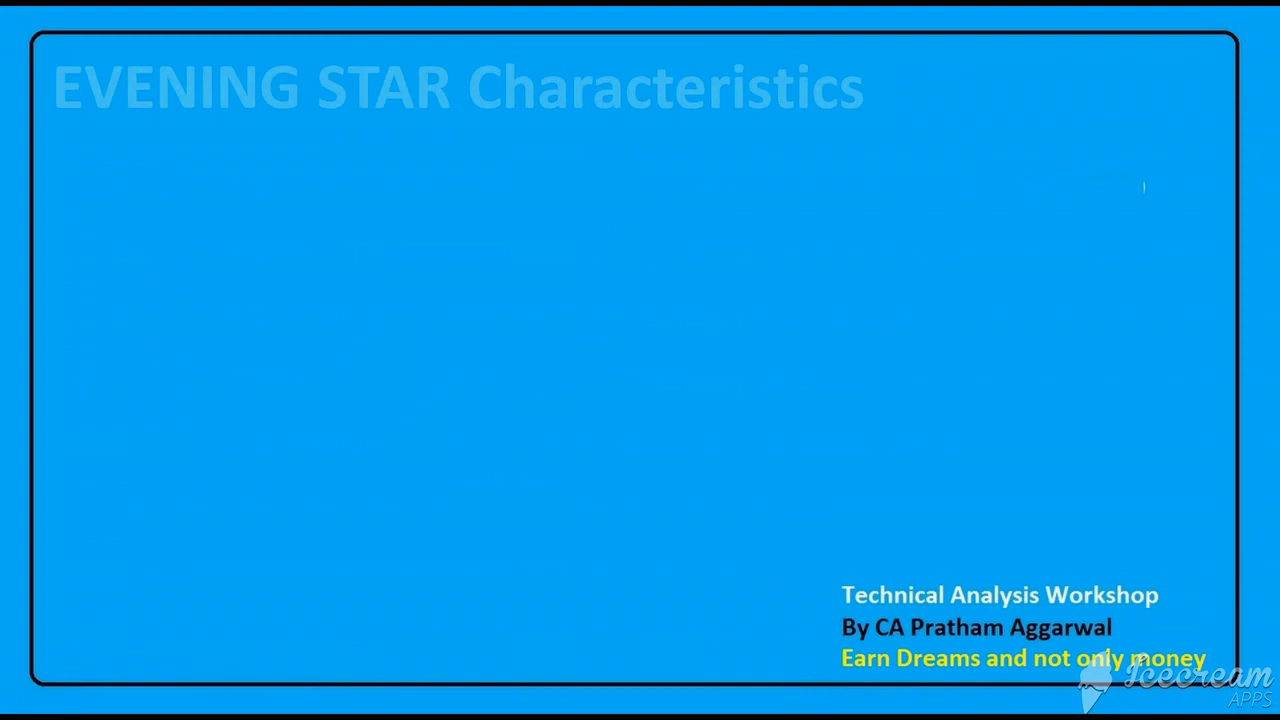 EVENING STAR Characteristics
Technical Analysis Workshop
By CA Pratham Aggarwal
Earn Dreams and not only money
Icecream
APPS